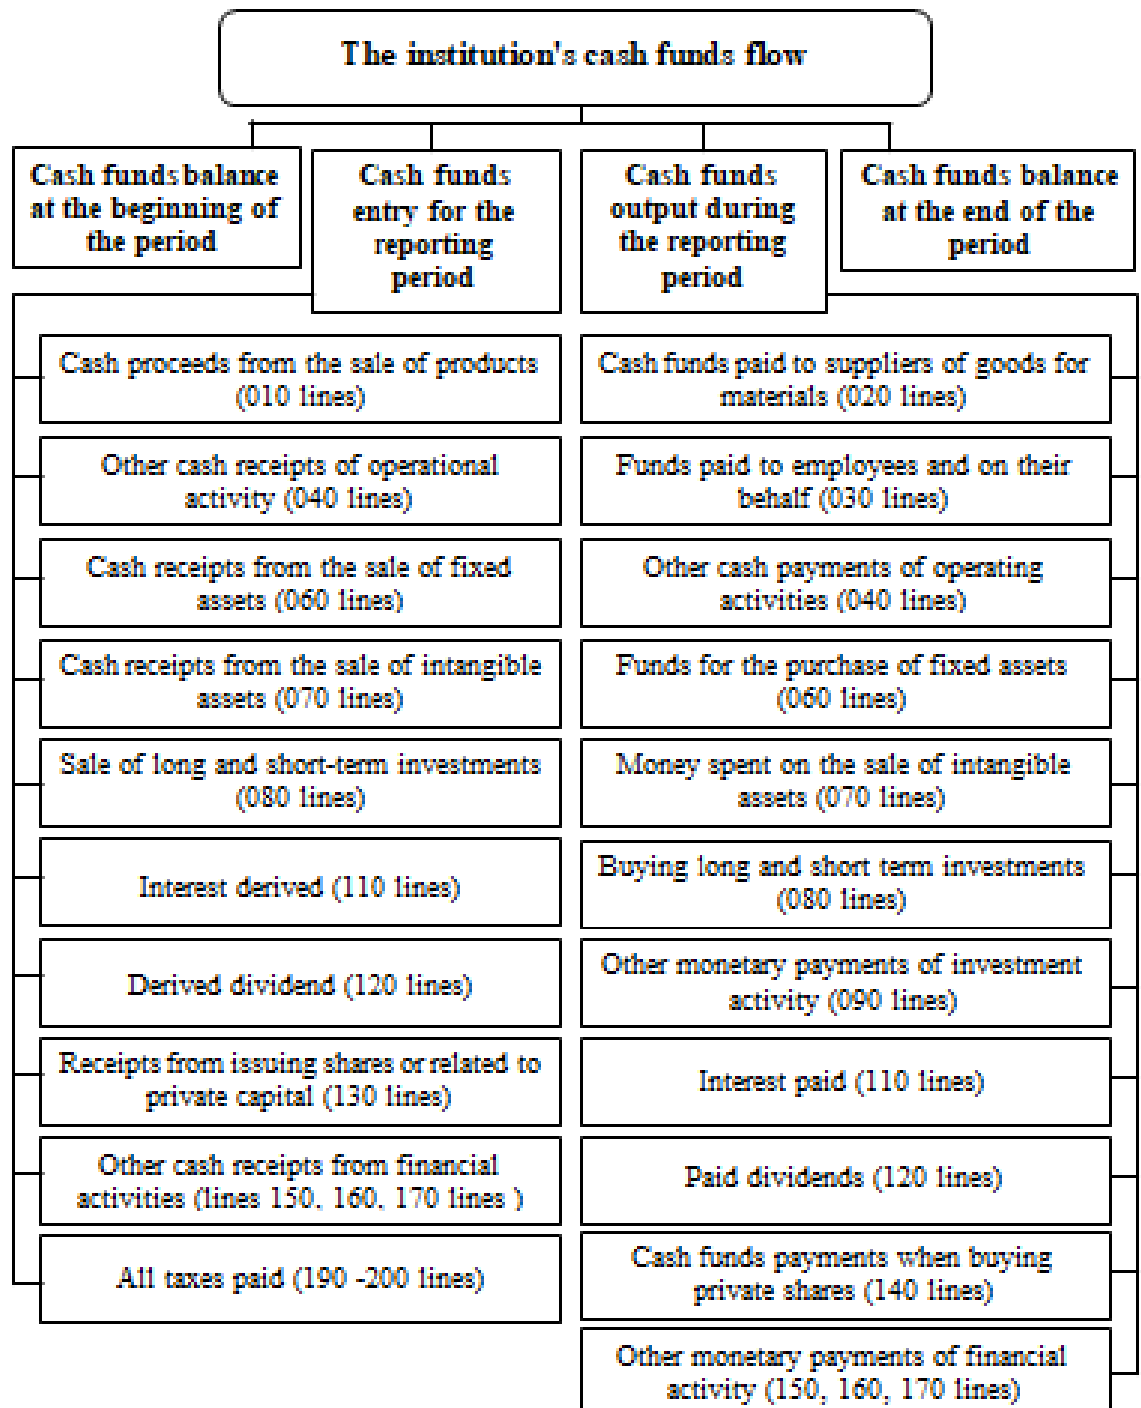 The institution's cash funds flow
Cash funds balance
at the beginning of
the period
Cash funds
entry for the
reporting
period
Cash funds
output during
the reporting
period
Cash funds balance
at the end of the
period
Cash proceeds from the sale of products
(010 lines)
Other cash receipts of operational
activity (040 lines)
Cash receipts from the sale of fixed
assets (060 lines)
Cash receipts from the sale of intangible
assets (070 lines)
Sale of long and short-term investments
(080 lines)
Interest derived (110 lines)
Derived dividend (120 lines)
Receipts from issuing shares or related to
private capital (130 lines)
Other cash receipts from financial
activities (lines 150, 160, 170 lines )
All taxes paid (190 -200 lines)
Cash funds paid to suppliers of goods for
materials (020 lines)
Funds paid to employees and on their
behalf (030 lines)
Other cash payments of operating
activities (040 lines)
Funds for the purchase of fixed assets
(060 lines)
Money spent on the sale of intangible
assets (070 lines)
Buying long and short term investments
(080 lines)
Other monetary payments of investment
activity (090 lines)
Interest paid (110 lines)
Paid dividends (120 lines)
Cash funds payments when buying
private shares (140 lines)
Other monetary payments of financial
activity (150, 160, 170 lines)